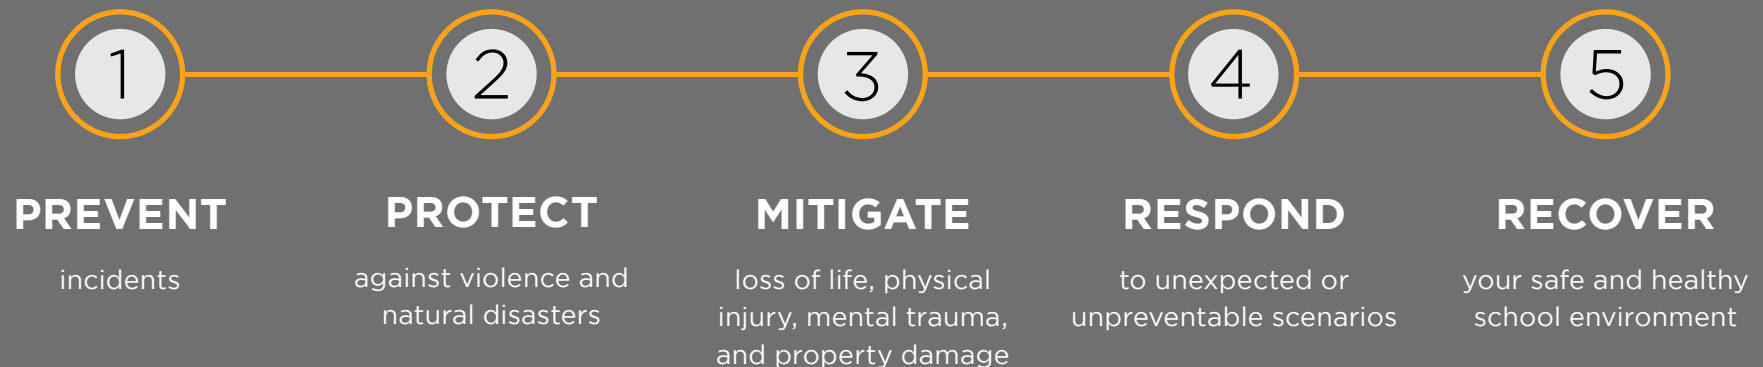 1
PREVENT
incidents
2
PROTECT
against violence and
natural disasters
3
MITIGATE
loss of life, physical
injury, mental trauma,
and property damage
4
RESPOND
to unexpected or
unpreventable scenarios
5
RECOVER
your safe and healthy
school environment